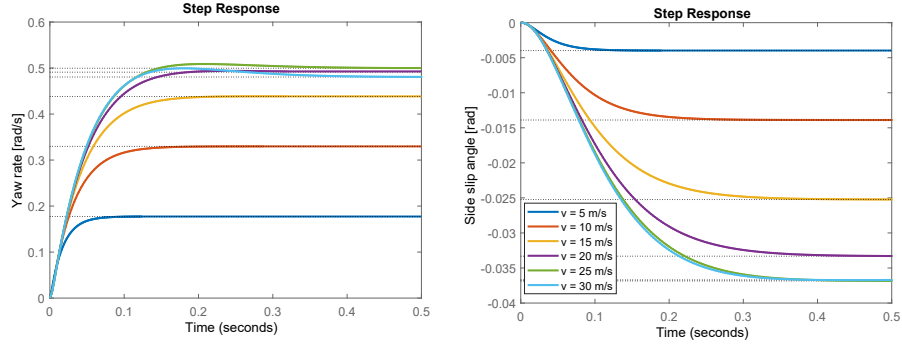 Step Response
Yaw rate [rad/s]
0.6
0.5
0.4
0.3
0.2
0.1
0
0
0.1
0.2
0.3
0.4
0.5
Time (seconds)
Step Response
Side slip angle [rad]
0
-0.005
-0.01
-0.015
-0.02
-0.025
-0.03
-0.035
-0.04
v = 5 m/s
v = 10 m/s
v = 15 m/s
v = 20 m/s
v = 25 m/s
v = 30 m/s
0
0.1
0.2
0.3
0.4
0.5
Time (seconds)